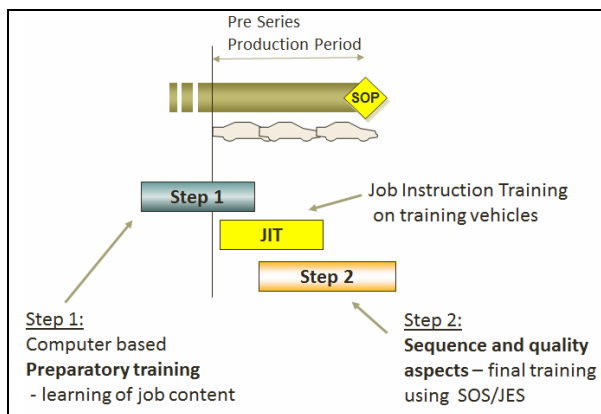 Pre Series
Production Period
SOP
Step 1
Job Instruction Training
on training vehicles
JIT
Step 2
Step 1:
Computer based
Preparatory training
- learning of job content
Step 2:
Sequence and quality
aspects – final training
using SOS/JES